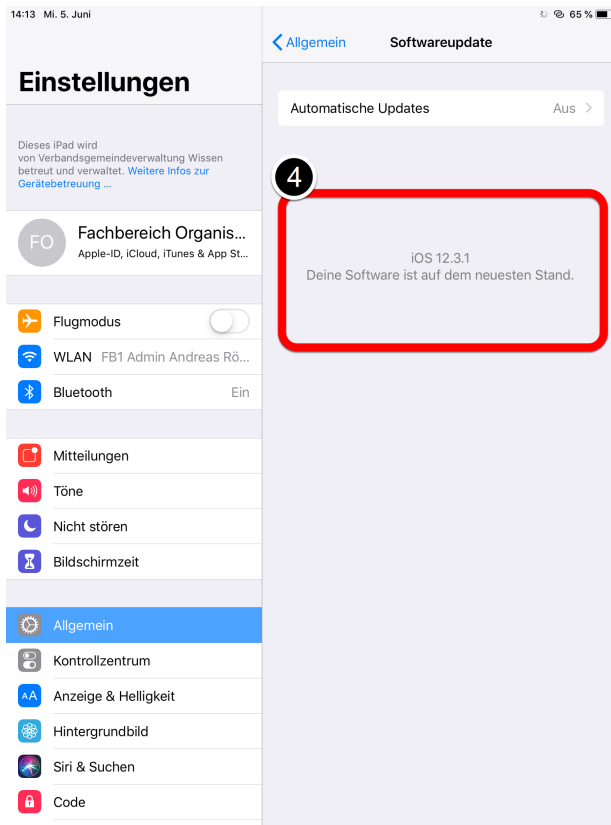 14:13 Mi. 5. Juni
65 %
Einstellungen
Dieses iPad wird
von Verbandsgemeindeverwaltung Wissen
betreut und verwaltet. Weitere Infos zur
Gerätebetreuung ...
FO
Fachbereich Organis...
Apple-ID, iCloud, iTunes & App St...
Flugmodus
WLAN FB1 Admin Andreas Rö...
Bluetooth Ein
Mitteilungen
Töne
Nicht stören
Bildschirmzeit
Allgemein
Kontrollzentrum
AA Anzeige & Helligkeit
Hintergrundbild
Siri & Suchen
Code
Allgemein Softwareupdate
Automatische Updates Aus
4
iOS 12.3.1
Deine Software ist auf dem neuesten Stand.